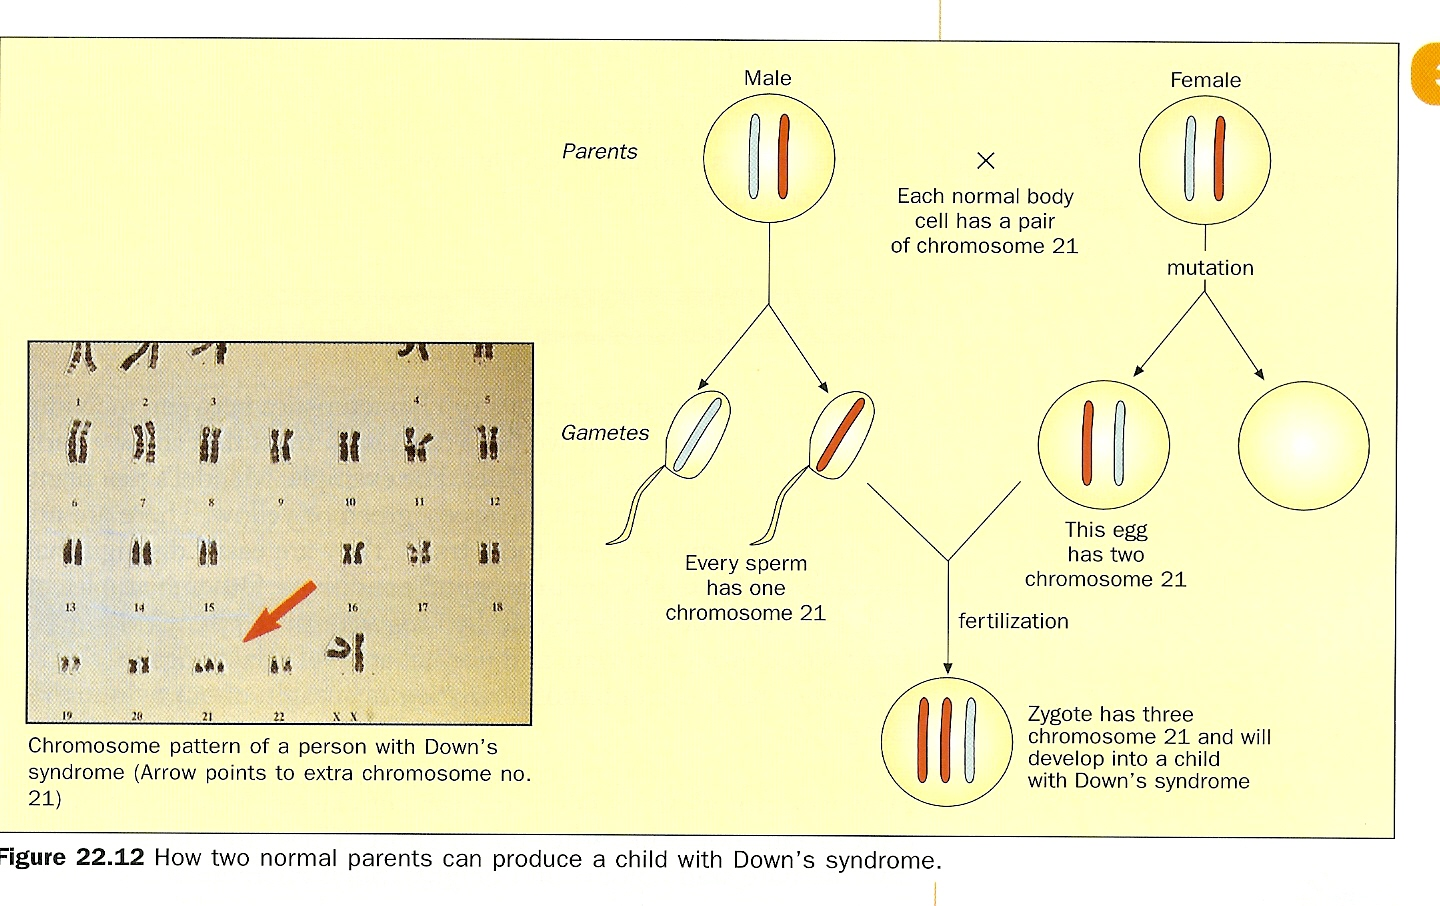 Male
Female
Parents
×
Each normal body
cell has a pair
of chromosome 21
mutation
Gametes
Every sperm
has one
chromosome 21
This egg
has two
chromosome 21
fertilization
Zygote has three
chromosome 21 and will
develop into a child
with Down's syndrome
1 2 3 4 5
6 7 8 9 10 11 12
13 14 15 16 17 18
19 20 21 22 X X
Chromosome pattern of a person with Down's
syndrome (Arrow points to extra chromosome no.
21)
Figure 22.12 How two normal parents can produce a child with Down's syndrome.